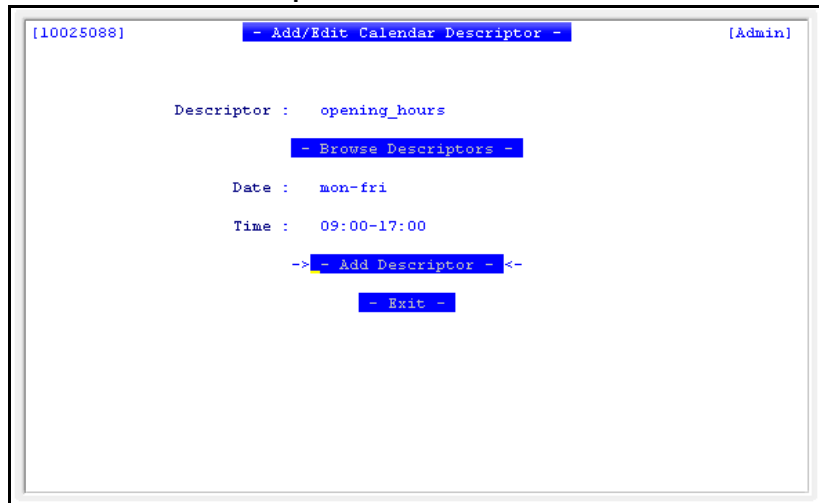 [10025088] - Add/Edit Calendar Descriptor - [Admin]
Descriptor : opening_hours
- Browse Descriptors -
Date : mon-fri
Time : 09:00-17:00
->_- Add Descriptor - <-
- Exit -